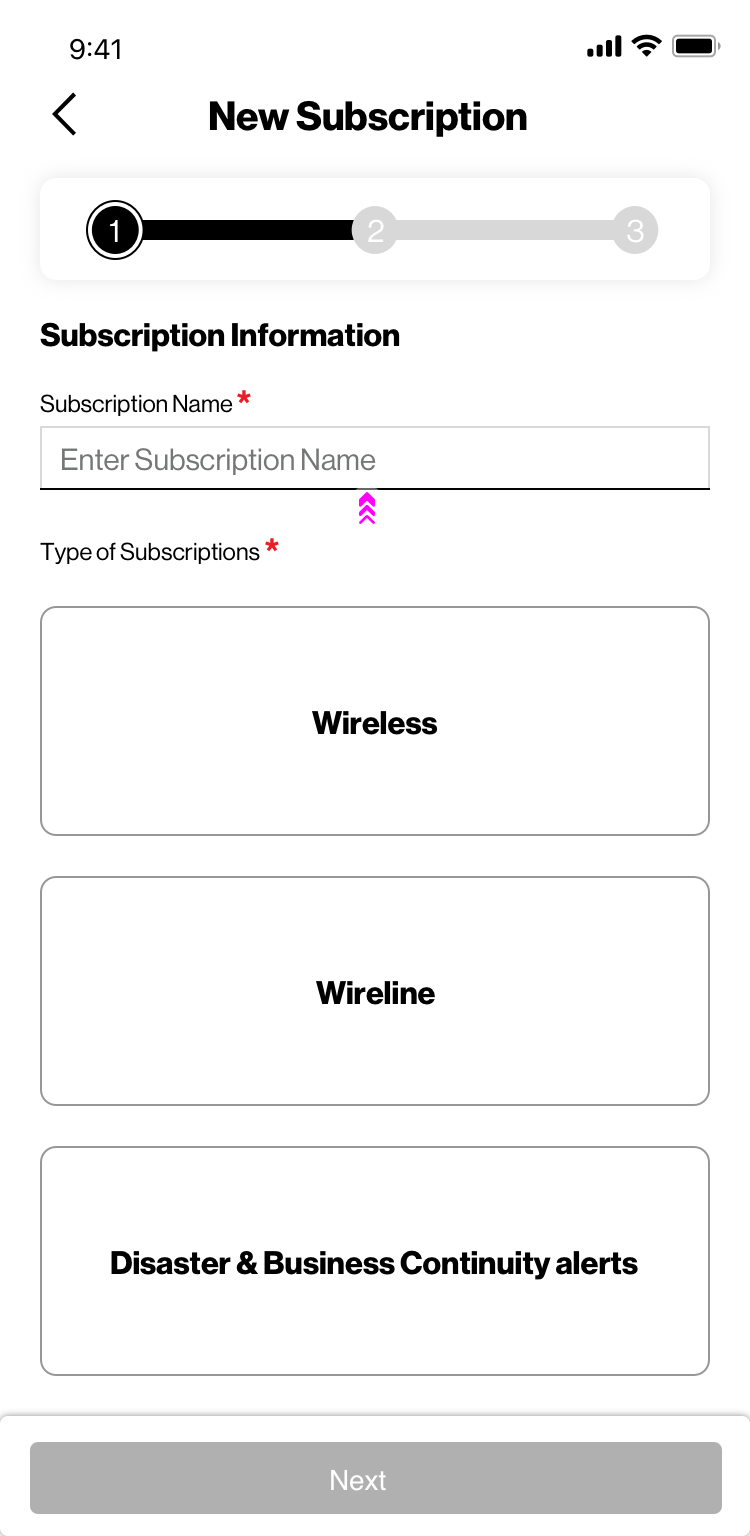 9:41
New Subscription
1 2 3
Subscription Information
Subscription Name *
Enter Subscription Name
Type of Subscriptions *
Wireless
Wireline
Disaster & Business Continuity alerts
Next